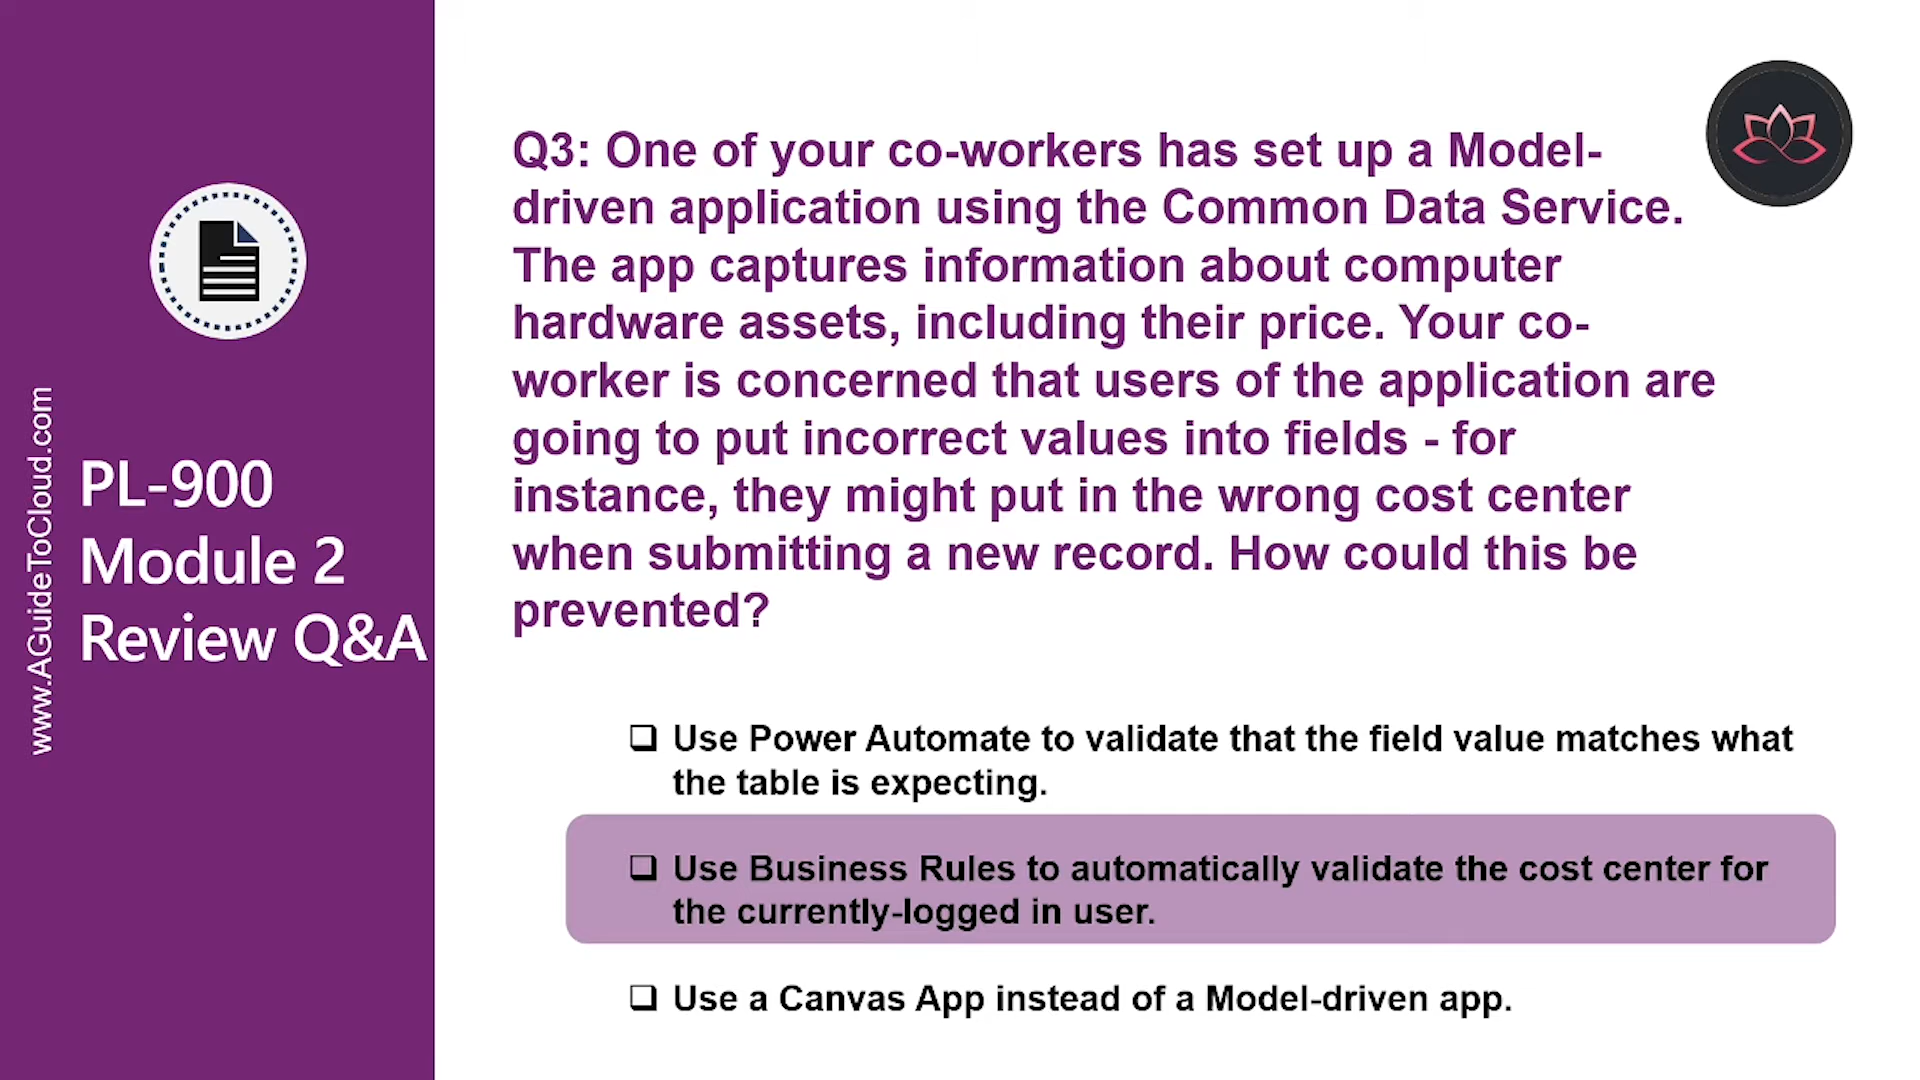 www.AGuideToCloud.com
PL-900
Module 2
Review Q&A
Q3: One of your co-workers has set up a Model-
driven application using the Common Data Service.
The app captures information about computer
hardware assets, including their price. Your co-
worker is concerned that users of the application are
going to put incorrect values into fields - for
instance, they might put in the wrong cost center
when submitting a new record. How could this be
prevented?
❑ Use Power Automate to validate that the field value matches what
the table is expecting.
❑ Use Business Rules to automatically validate the cost center for
the currently-logged in user.
❑ Use a Canvas App instead of a Model-driven app.